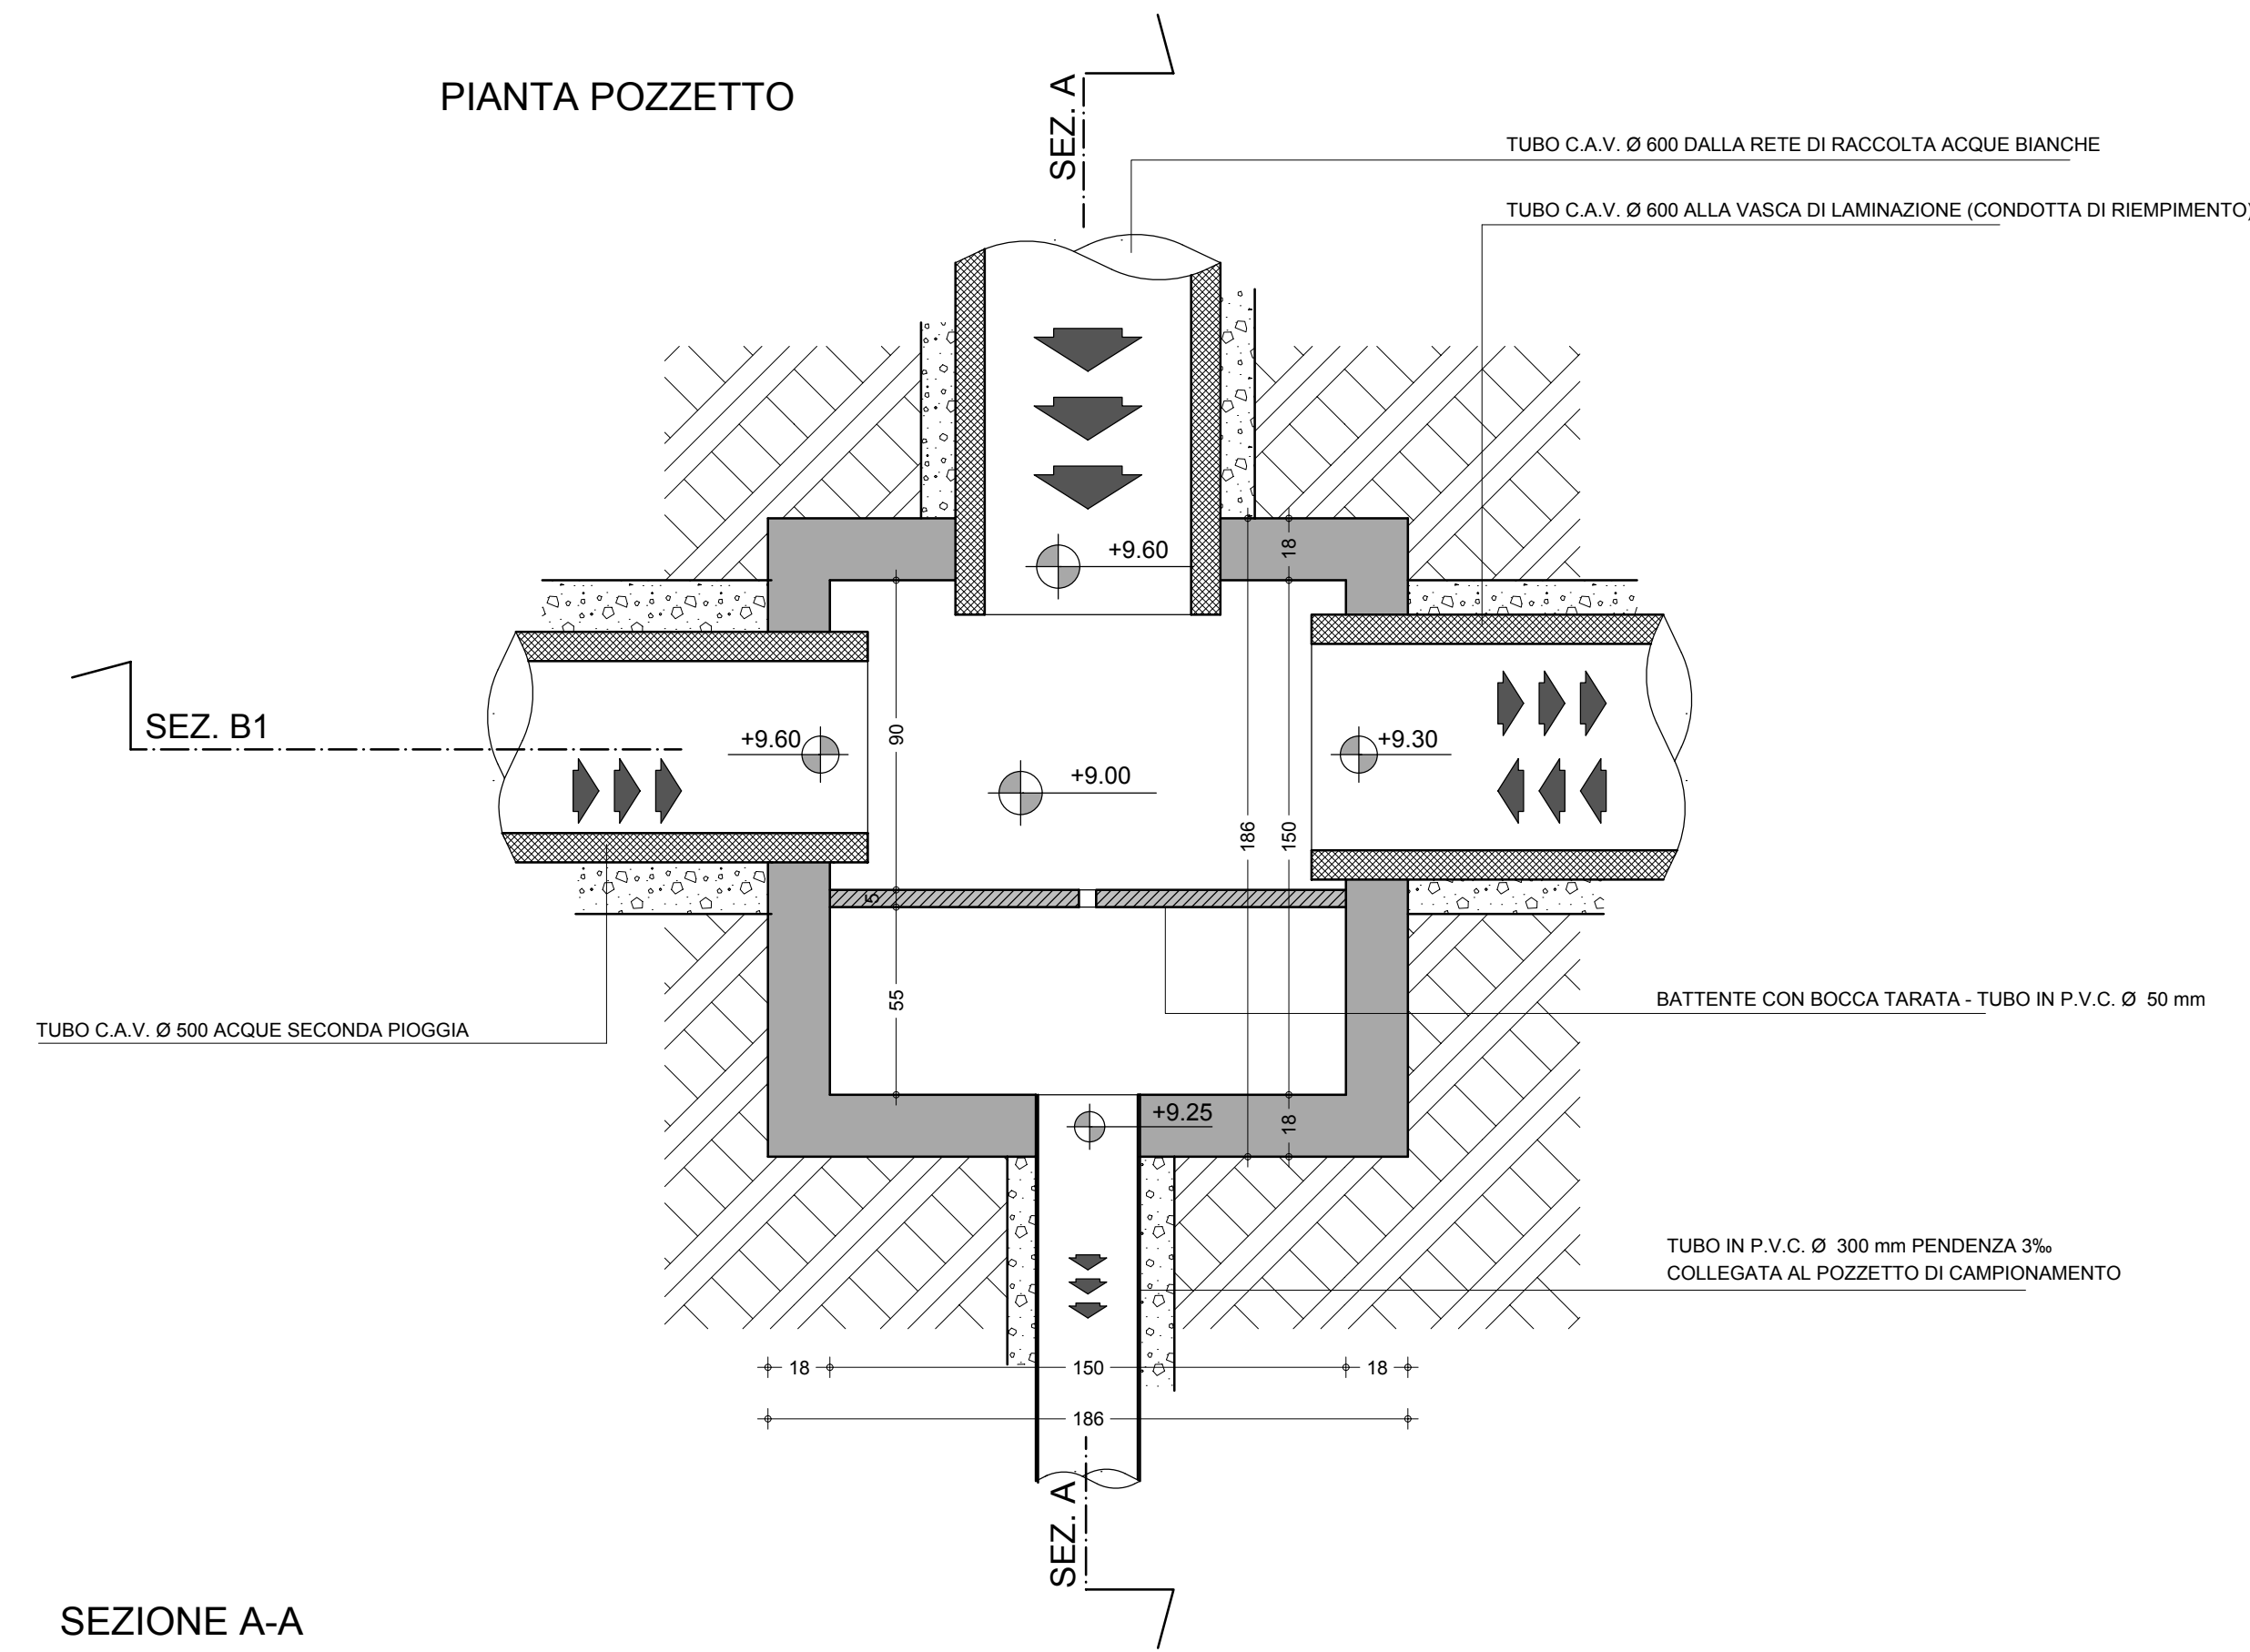 PIANTA POZZETTO
SEZ. A
TUBO C.A.V. Ø 600 DALLA RETE DI RACCOLTA ACQUE BIANCHE
TUBO C.A.V. Ø 600 ALLA VASCA DI LAMINAZIONE (CONDOTTA DI RIEMPIMENTO)
+9.60
18
SEZ. B1
+9.60
90
+9.30
+9.00
186
150
5
55
BATTENTE CON BOCCA TARATA - TUBO IN P.V.C. Ø 50 mm
TUBO C.A.V. Ø 500 ACQUE SECONDA PIOGGIA
+9.25
18
TUBO IN P.V.C. Ø 300 mm PENDENZA 3‰
COLLEGATA AL POZZETTO DI CAMPIONAMENTO
18
150
18
186
SEZ. A
SEZIONE A-A